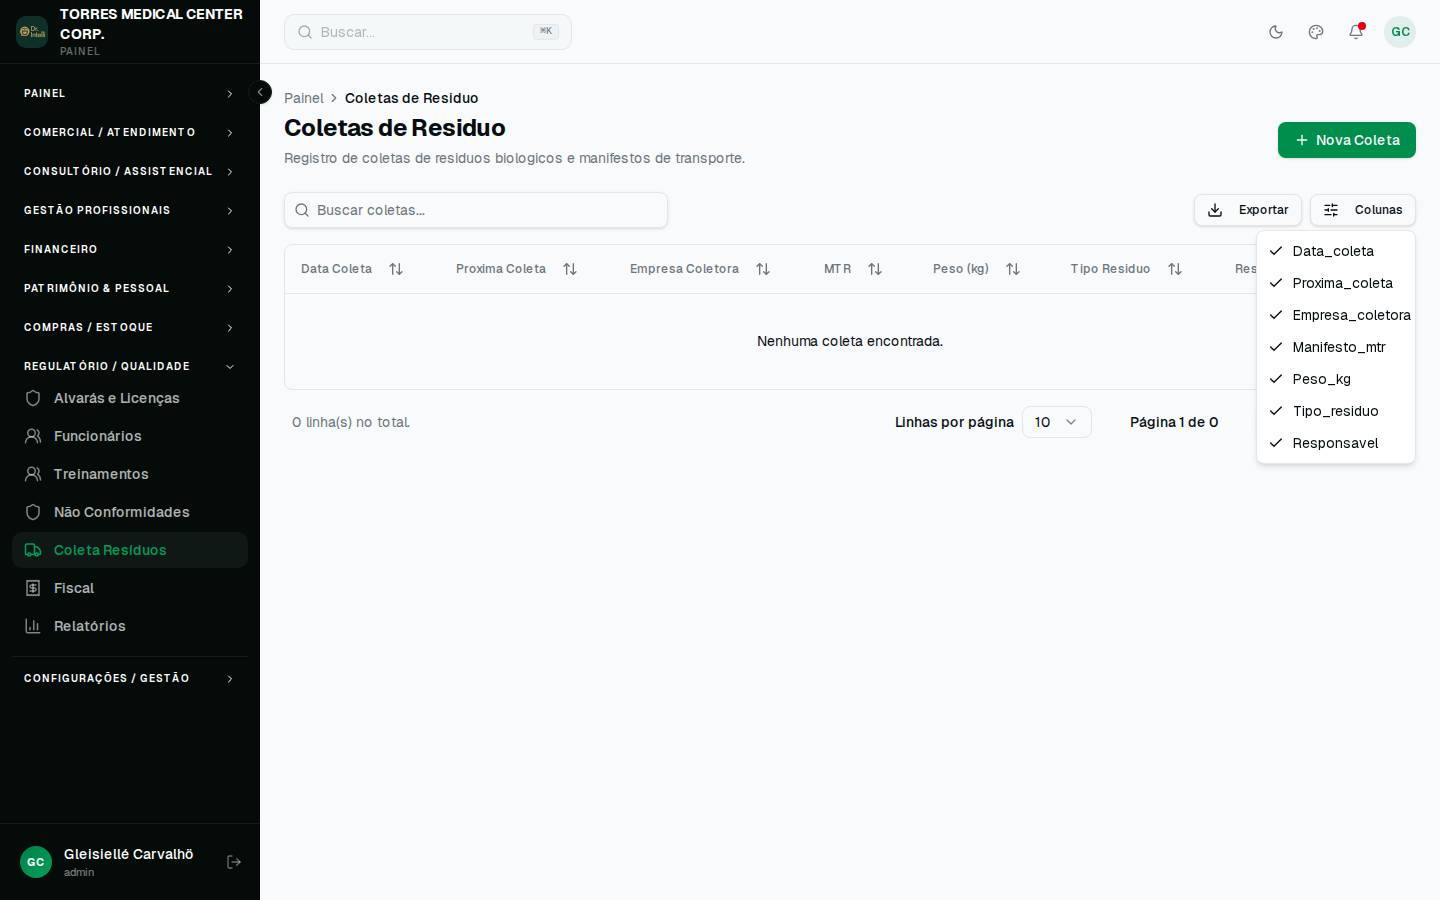 TORRES MEDICAL CENTER
CORP.
PAINEL
Dr.
Intelli
PAINEL
COMERCIAL / ATENDIMENTO
CONSULTÓRIO / ASSISTENCIAL
GESTÃO PROFISSIONAIS
FINANCEIRO
PATRIMÔNIO & PESSOAL
COMPRAS / ESTOQUE
REGULATÓRIO / QUALIDADE
Alvarás e Licenças
Funcionários
Treinamentos
Não Conformidades
Coleta Resíduos
Fiscal
Relatórios
CONFIGURAÇÕES / GESTÃO
GC
Gleisiellé Carvalhö
admin
Buscar...
⌘K
GC
Painel > Coletas de Residuo
Coletas de Residuo
Registro de coletas de residuos biologicos e manifestos de transporte.
+ Nova Coleta
Buscar coletas...
Exportar
Colunas
Data Coleta Proxima Coleta Empresa Coletora MTR Peso (kg) Tipo Residuo Res
Nenhuma coleta encontrada.
0 linha(s) no total.
Linhas por página 10
Página 1 de 0
Data_coleta
Proxima_coleta
Empresa_coletora
Manifesto_mtr
Peso_kg
Tipo_residuo
Responsavel